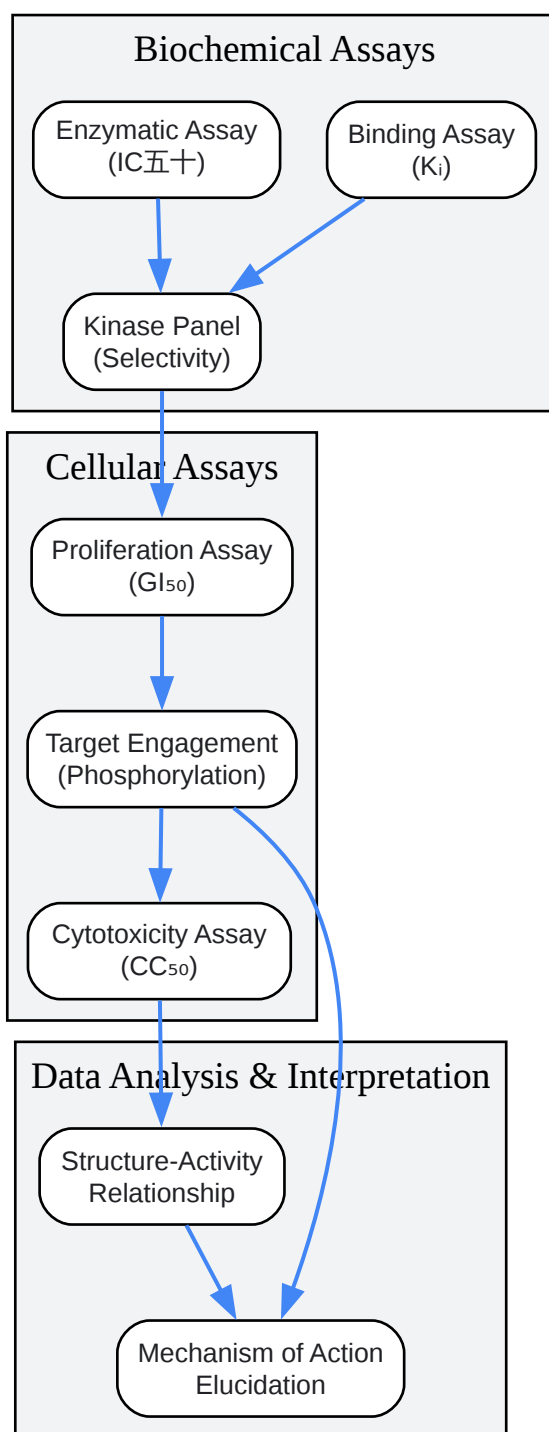 Biochemical Assays
Enzymatic Assay
(IC五十)
Binding Assay
(Kᵢ)
Kinase Panel
(Selectivity)
Cellular Assays
Proliferation Assay
(GI₅₀)
Target Engagement
(Phosphorylation)
Cytotoxicity Assay
(CC₅₀)
Data Analysis & Interpretation
Structure-Activity
Relationship
Mechanism of Action
Elucidation